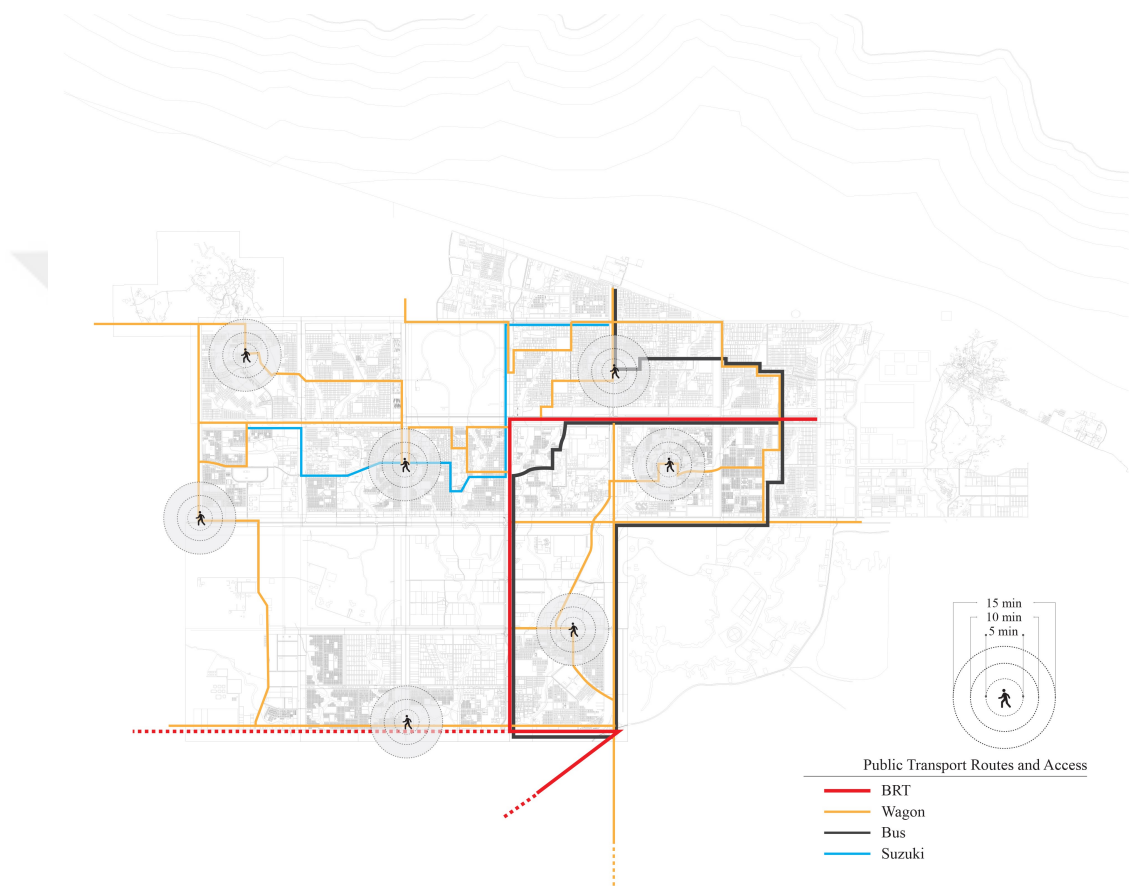 15 min
10 min
5 min
Public Transport Routes and Access
BRT
Wagon
Bus
Suzuki